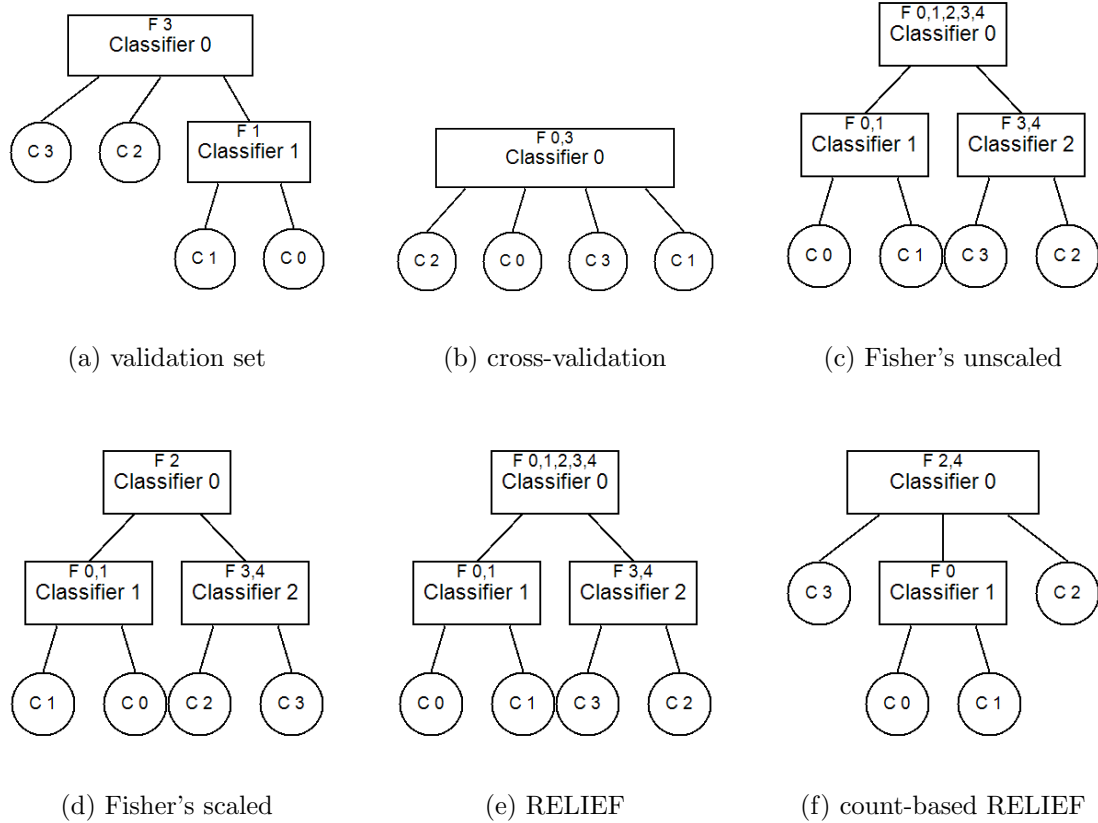 F 3
Classifier 0
C 3
C 2
F 1
Classifier 1
C 1
C 0
(a) validation set
F 0,3
Classifier 0
C 2
C 0
C 3
C 1
(b) cross-validation
F 0,1,2,3,4
Classifier 0
F 0,1
Classifier 1
F 3,4
Classifier 2
C 0
C 1
C 3
C 2
(c) Fisher's unscaled
F 2
Classifier 0
F 0,1
Classifier 1
F 3,4
Classifier 2
C 1
C 0
C 2
C 3
(d) Fisher's scaled
F 0,1,2,3,4
Classifier 0
F 0,1
Classifier 1
F 3,4
Classifier 2
C 0
C 1
C 3
C 2
(e) RELIEF
F 2,4
Classifier 0
C 3
F 0
Classifier 1
C 2
C 0
C 1
(f) count-based RELIEF